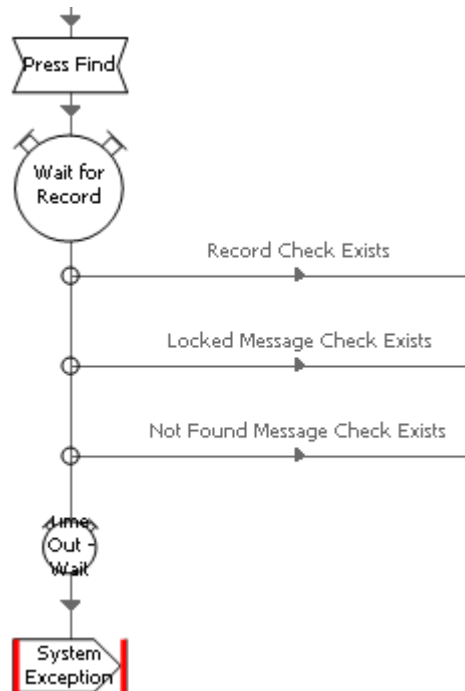 Press Find
Wait for
Record
Record Check Exists
Locked Message Check Exists
Not Found Message Check Exists
Time
Out -
Wait
System
Exception